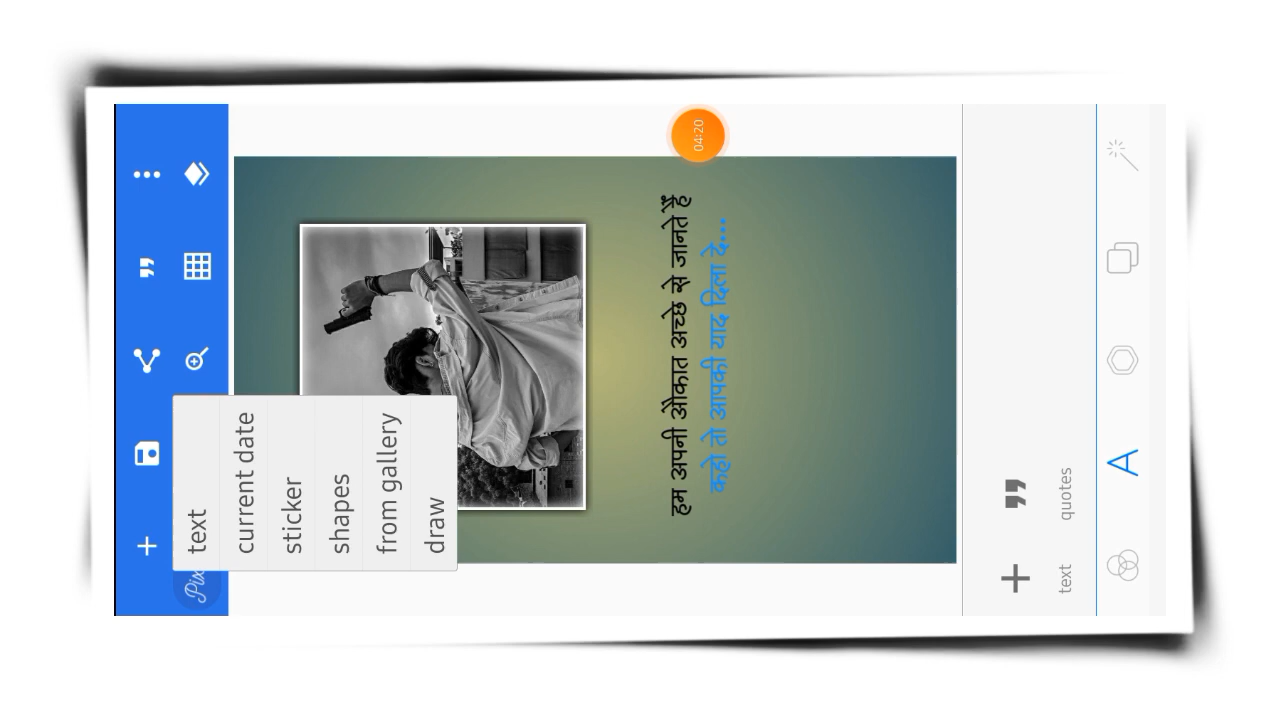 04:20
Pix
text
current date
sticker
shapes
from gallery
draw
हम अपनी औकात अच्छे से जानते हैं
कहो तो आपकी याद दिला दे...
text
quotes